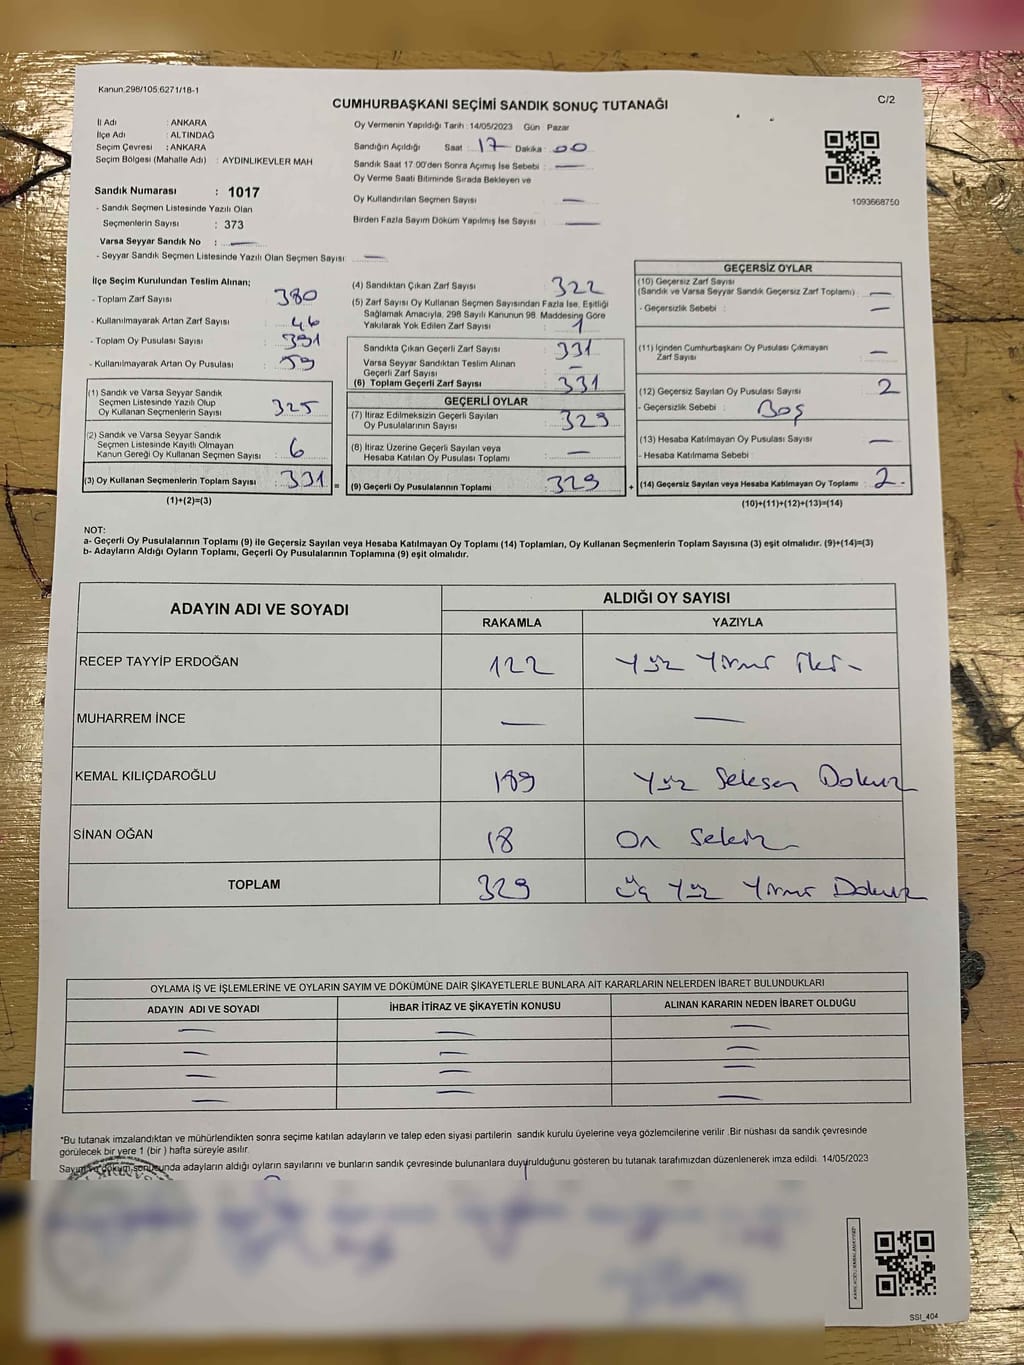 Kanun:298/105.6271/18-1
C/2
CUMHURBAŞKANI SEÇİMİ SANDIK SONUÇ TUTANAĞI
İl Adı : ANKARA
İlçe Adı : ALTINDAĞ
Seçim Çevresi : ANKARA
Seçim Bölgesi (Mahalle Adı) : AYDINLIKEVLER MAH
Sandık Numarası : 1017
- Sandık Seçmen Listesinde Yazılı Olan
Seçmenlerin Sayısı : 373
Varsa Seyyar Sandık No : —
- Seyyar Sandık Seçmen Listesinde Yazılı Olan Seçmen Sayısı: —
Oy Vermenin Yapıldığı Tarih : 14/05/2023 Gün Pazar
Sandığın Açıldığı Saat : 17 Dakika : 00
Sandık Saat 17:00'den Sonra Açımış İse Sebebi : —
Oy Verme Saati Bitiminde Sırada Bekleyen ve
Oy Kullandırılan Seçmen Sayısı —
Birden Fazla Sayım Döküm Yapılmış İse Sayısı : —
1093668750
İlçe Seçim Kurulundan Teslim Alınan;
- Toplam Zarf Sayısı : 380
- Kullanılmayarak Artan Zarf Sayısı : 46
- Toplam Oy Pusulası Sayısı : 391
- Kullanılmayarak Artan Oy Pusulası : 59
(1) Sandık ve Varsa Seyyar Sandık
Seçmen Listesinde Yazılı Olup
Oy Kullanan Seçmenlerin Sayısı : 325
(2) Sandık ve Varsa Seyyar Sandık
Seçmen Listesinde Kayıtlı Olmayan
Kanun Gereği Oy Kullanan Seçmen Sayısı : 6
(3) Oy Kullanan Seçmenlerin Toplam Sayısı : 331 =
(1)+(2)=(3)
(4) Sandıktan Çıkan Zarf Sayısı : 322
(5) Zarf Sayısı Oy Kullanan Seçmen Sayısından Fazla İse, Eşitliği
Sağlamak Amacıyla, 298 Sayılı Kanunun 98. Maddesine Göre
Yakılarak Yok Edilen Zarf Sayısı : 1
Sandıkta Çıkan Geçerli Zarf Sayısı : 331
Varsa Seyyar Sandıktan Teslim Alınan
Geçerli Zarf Sayısı : —
(6) Toplam Geçerli Zarf Sayısı : 331
GEÇERLİ OYLAR
(7) İtiraz Edilmeksizin Geçerli Sayılan
Oy Pusulalarının Sayısı : 329
(8) İtiraz Üzerine Geçerli Sayılan veya
Hesaba Katılan Oy Pusulası Toplamı : —
(9) Geçerli Oy Pusulalarının Toplamı : 329 +
GEÇERSİZ OYLAR
(10) Geçersiz Zarf Sayısı
(Sandık ve Varsa Seyyar Sandık Geçersiz Zarf Toplamı) : —
- Geçersizlik Sebebi : —
(11) İçinden Cumhurbaşkanı Oy Pusulası Çıkmayan
Zarf Sayısı : —
(12) Geçersiz Sayılan Oy Pusulası Sayısı : 2
- Geçersizlik Sebebi : Boş
(13) Hesaba Katılmayan Oy Pusulası Sayısı : —
- Hesaba Katılmama Sebebi :
(14) Geçersiz Sayılan veya Hesaba Katılmayan Oy Toplamı : 2.
(10)+(11)+(12)+(13)=(14)
NOT:
a- Geçerli Oy Pusulalarının Toplamı (9) ile Geçersiz Sayılan veya Hesaba Katılmayan Oy Toplamı (14) Toplamları, Oy Kullanan Seçmenlerin Toplam Sayısına (3) eşit olmalıdır. (9)+(14)=(3)
b- Adayların Aldığı Oyların Toplamı, Geçerli Oy Pusulalarının Toplamına (9) eşit olmalıdır.
ADAYIN ADI VE SOYADI ALDIĞI OY SAYISI
RAKAMLA YAZIYLA
RECEP TAYYİP ERDOĞAN 122 Yüz Yirmi iki -
MUHARREM İNCE — —
KEMAL KILIÇDAROĞLU 189 Yüz Seksen Dokuz
SİNAN OĞAN 18 On Sekiz
TOPLAM 329 Üç Yüz Yirmi Dokuz
OYLAMA İŞ VE İŞLEMLERİNE VE OYLARIN SAYIM VE DÖKÜMÜNE DAİR ŞİKAYETLERLE BUNLARA AİT KARARLARIN NELERDEN İBARET BULUNDUKLARI
ADAYIN ADI VE SOYADI İHBAR İTİRAZ VE ŞİKAYETİN KONUSU ALINAN KARARIN NEDEN İBARET OLDUĞU
— — —
— — —
— — —
— — —
*Bu tutanak imzalandıktan ve mühürlendikten sonra seçime katılan adayların ve talep eden siyasi partilerin sandık kurulu üyelerine veya gözlemcilerine verilir .Bir nüshası da sandık çevresinde
görülecek bir yere 1 (bir ) hafta süreyle asılır.
Sayım ve döküm sonucunda adayların aldığı oyların sayılarını ve bunların sandık çevresinde bulunanlara duyurulduğunu gösteren bu tutanak tarafımızdan düzenlenerek imza edildi. 14/05/2023
SSI_404